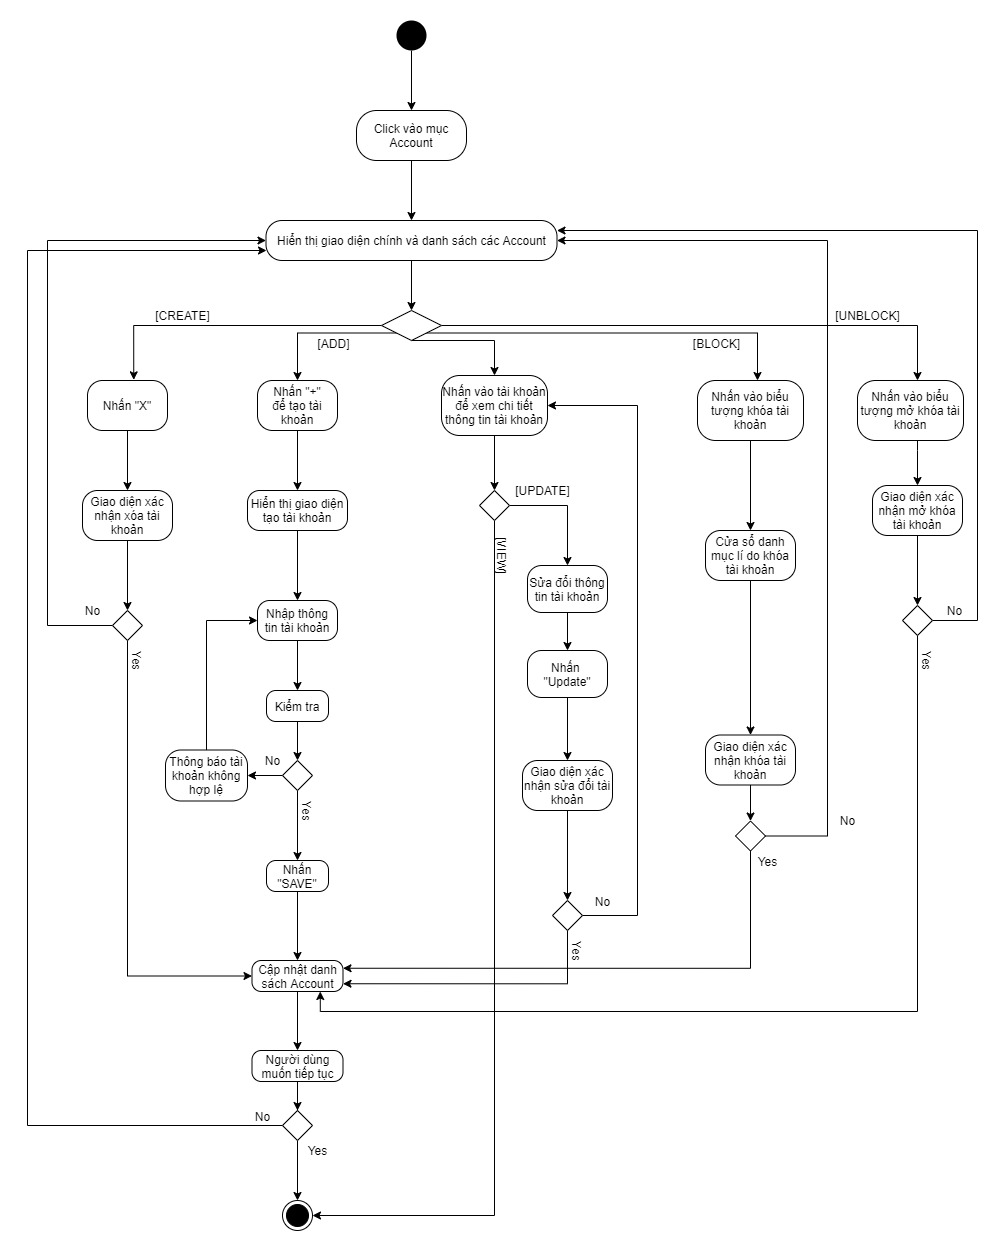 Click vào mục
Account
Hiển thị giao diện chính và danh sách các Account
[CREATE]
[UNBLOCK]
[ADD]
[BLOCK]
Nhấn "X"
Nhấn "+"
để tạo tài
khoản
Nhấn vào tài khoản
để xem chi tiết
thông tin tài khoản
Nhấn vào biểu
tượng khóa tài
khoản
Nhấn vào biểu
tượng mở khóa tài
khoản
Giao diện xác
nhận xóa tài
khoản
Hiển thị giao diện
tạo tài khoản
[UPDATE]
[VIEW]
Giao diện xác
nhận mở khóa
tài khoản
Cửa sổ danh
mục lí do khóa
tài khoản
Sửa đổi thông
tin tài khoản
No
Yes
Nhập thông
tin tài khoản
No
Yes
Nhấn
"Update"
Kiểm tra
Thông báo tài
khoản không
hợp lệ
No
Yes
Giao diện xác
nhận sửa đổi tài
khoản
Giao diện xác
nhận khóa tài
khoản
No
Yes
Nhấn
"SAVE"
No
Yes
Cập nhật danh
sách Account
Người dùng
muốn tiếp tục
No
Yes